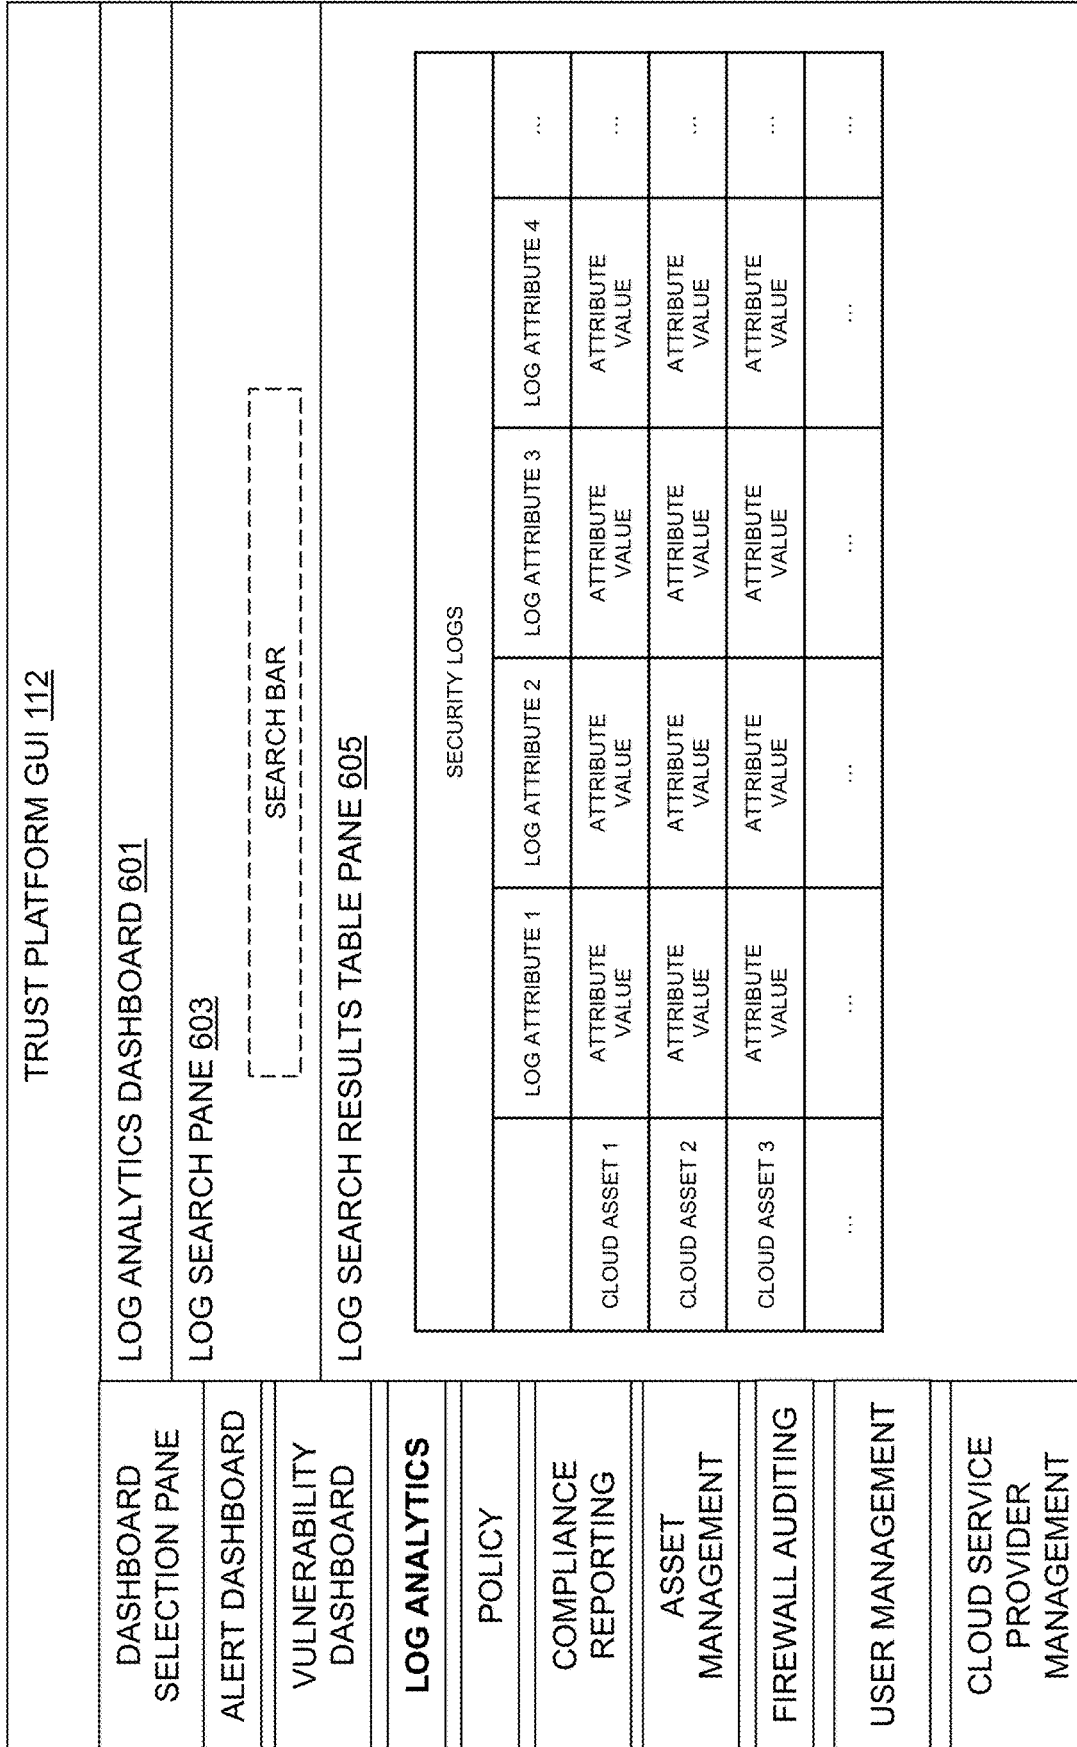 TRUST PLATFORM GUI 112
DASHBOARD
SELECTION PANE
ALERT DASHBOARD
VULNERABILITY
DASHBOARD
LOG ANALYTICS
POLICY
COMPLIANCE
REPORTING
ASSET
MANAGEMENT
FIREWALL AUDITING
USER MANAGEMENT
CLOUD SERVICE
PROVIDER
MANAGEMENT
LOG ANALYTICS DASHBOARD 601
LOG SEARCH PANE 603
SEARCH BAR
LOG SEARCH RESULTS TABLE PANE 605
SECURITY LOGS
LOG ATTRIBUTE 1
LOG ATTRIBUTE 2
LOG ATTRIBUTE 3
LOG ATTRIBUTE 4
...
CLOUD ASSET 1
ATTRIBUTE
VALUE
ATTRIBUTE
VALUE
ATTRIBUTE
VALUE
ATTRIBUTE
VALUE
...
CLOUD ASSET 2
ATTRIBUTE
VALUE
ATTRIBUTE
VALUE
ATTRIBUTE
VALUE
ATTRIBUTE
VALUE
...
CLOUD ASSET 3
ATTRIBUTE
VALUE
ATTRIBUTE
VALUE
ATTRIBUTE
VALUE
ATTRIBUTE
VALUE
...
...
...
...
...
...
...